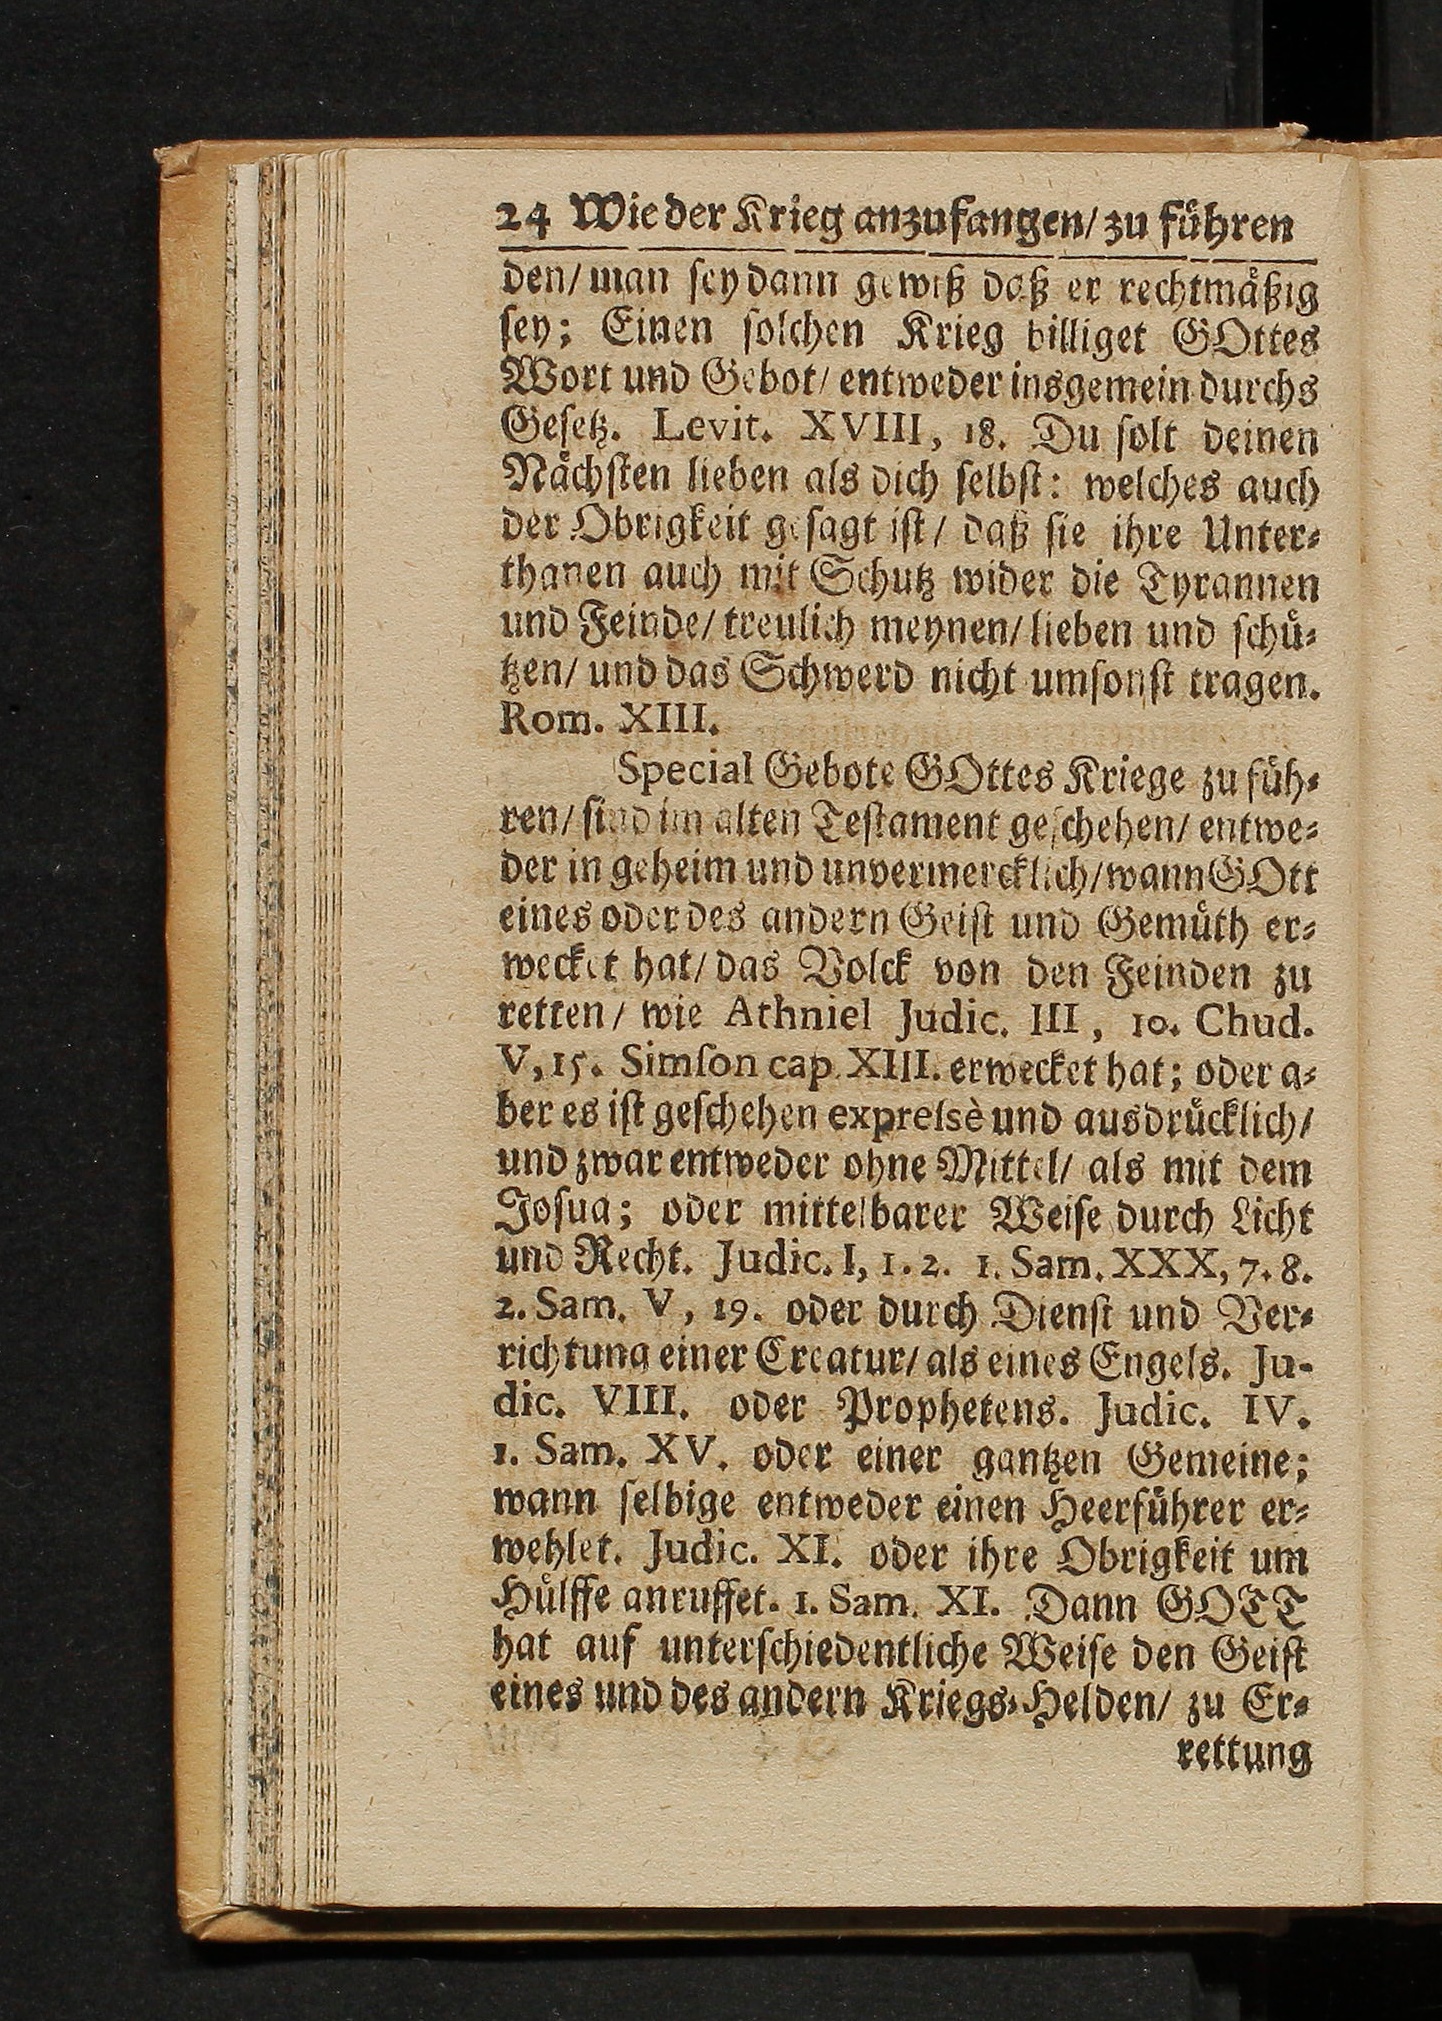 24 Wie der Krieg anzufangen/ zu führen
den/ man sey dann gewiß daß er rechtmäßig
sey; Einen solchen Krieg billiget GOttes
Wort und Gebot/ entweder insgemein durchs
Gesetz. Levit. XVIII, 18. Du solt deinen
Nächsten lieben als dich selbst: welches auch
der Obrigkeit gesagt ist/ daß sie ihre Unter-
thanen auch mit Schutz wider die Tyrannen
und Feinde/ treulich meynen/ lieben und schü-
tzen/ und das Schwerd nicht umsonst tragen.
Rom. XIII.
Special Gebote GOttes Kriege zu füh-
ren/ sind im alten Testament geschehen/ entwe-
der in geheim und unvermercklich/ wann GOtt
eines oder des andern Geist und Gemüth er-
wecket hat/ das Volck von den Feinden zu
retten/ wie Athniel Judic. III, 10. Chud.
V, 15. Simson cap. XIII. erwecket hat; oder a-
ber es ist geschehen expressè und ausdrücklich/
und zwar entweder ohne Mittel/ als mit dem
Josua; oder mittelbarer Weise durch Licht
und Recht. Judic. I, 1. 2. 1. Sam. XXX, 7. 8.
2. Sam. V, 19. oder durch Dienst und Ver-
richtung einer Creatur/ als eines Engels. Ju-
dic. VIII. oder Prophetens. Judic. IV.
1. Sam. XV. oder einer gantzen Gemeine;
wann selbige entweder einen Heerführer er-
wehlet. Judic. XI. oder ihre Obrigkeit um
Hülffe anruffet. 1. Sam. XI. Dann GOTT
hat auf unterschiedentliche Weise den Geist
eines und des andern Kriegs-Helden/ zu Er-
rettung